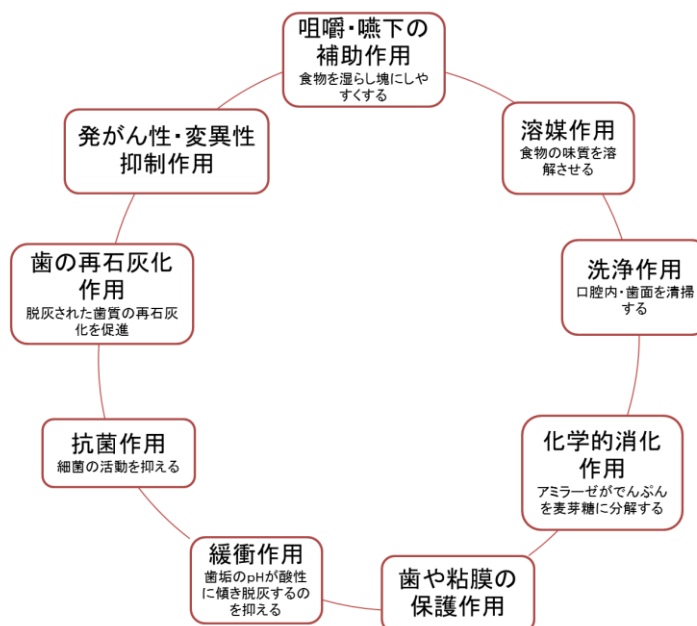 咀嚼・嚥下の
補助作用
食物を湿らし塊にしや
すくする
溶媒作用
食物の味質を溶
解させる
洗浄作用
口腔内・歯面を清掃
する
化学的消化
作用
アミラーゼがでんぷん
を麦芽糖に分解する
歯や粘膜の
保護作用
緩衝作用
歯垢のpHが酸性
に傾き脱灰するの
を抑える
抗菌作用
細菌の活動を抑える
歯の再石灰化
作用
脱灰された歯質の再石灰
化を促進
発がん性・変異性
抑制作用